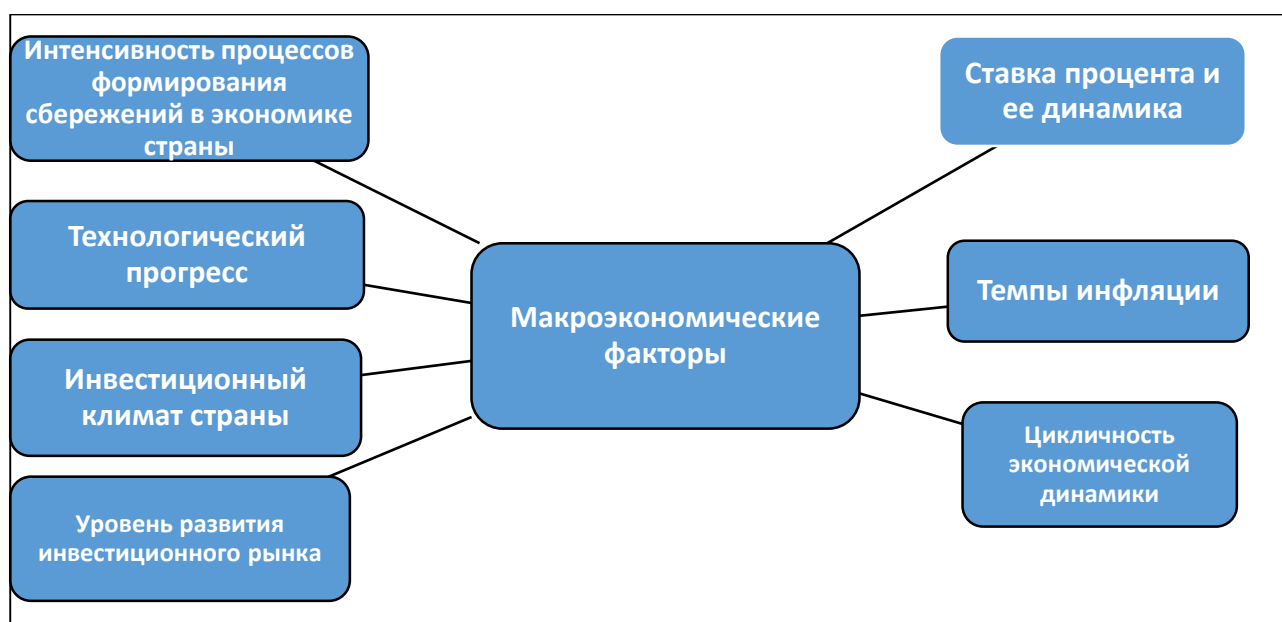 Интенсивность процессов
формирования
сбережений в экономике
страны
Технологический
прогресс
Инвестиционный
климат страны
Уровень развития
инвестиционного рынка
Макроэкономические
факторы
Ставка процента и
ее динамика
Темпы инфляции
Цикличность
экономической
динамики